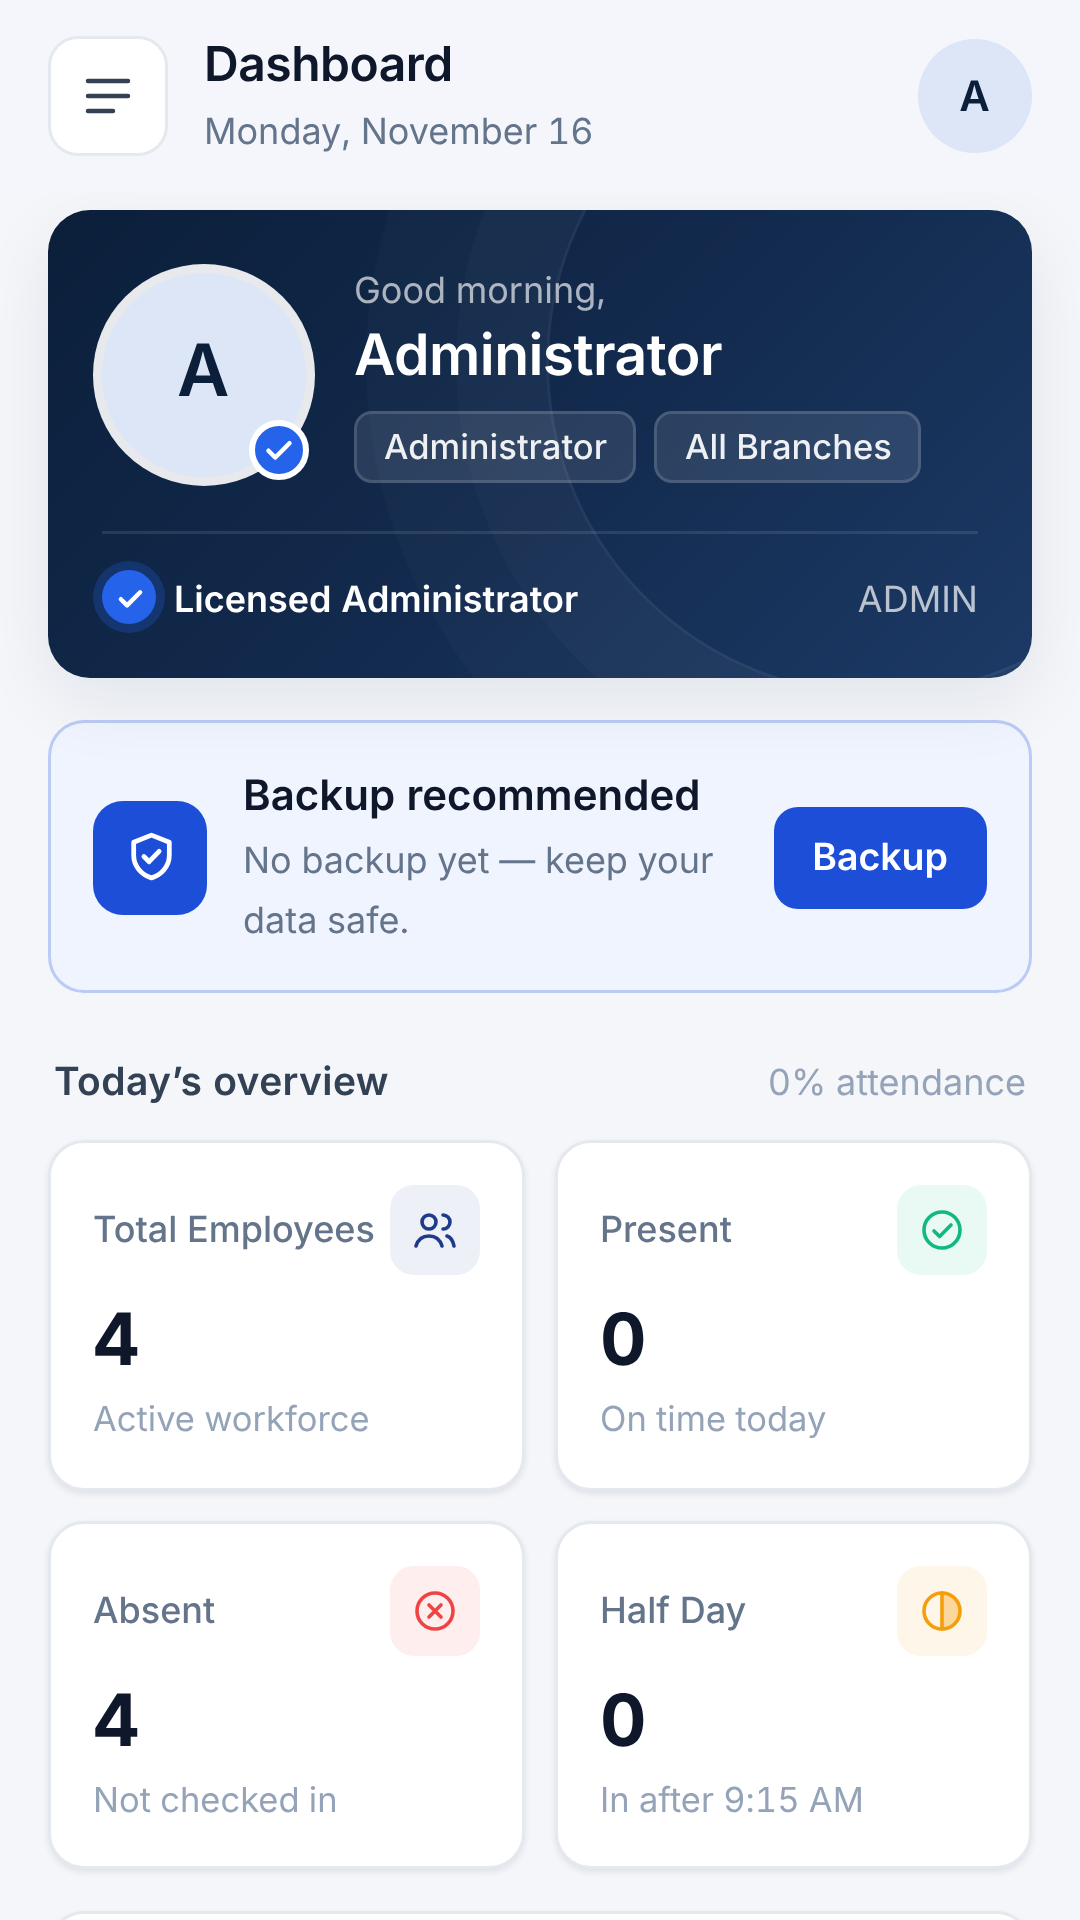 Dashboard
Monday, November 16
A
A
Good morning,
Administrator
Administrator
All Branches
Licensed Administrator
ADMIN
Backup recommended
No backup yet — keep your
data safe.
Backup
Today’s overview
0% attendance
Total Employees
4
Active workforce
Present
0
On time today
Absent
4
Not checked in
Half Day
0
In after 9:15 AM